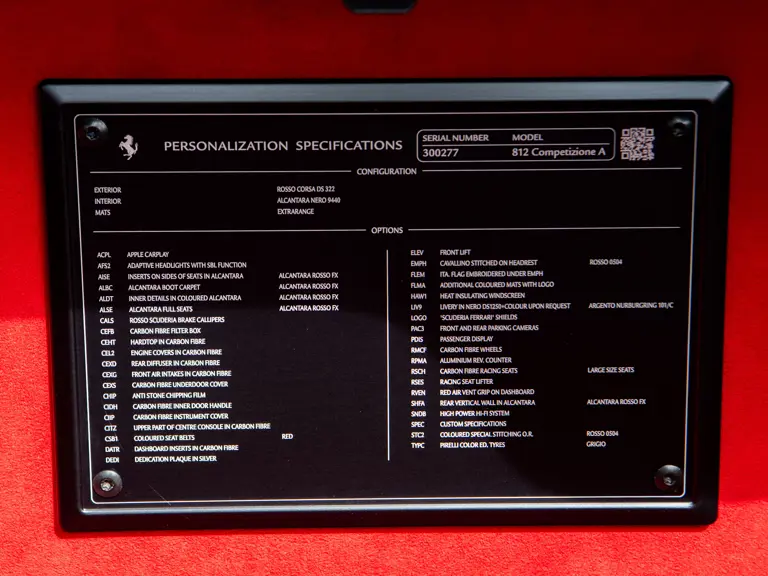 PERSONALIZATION SPECIFICATIONS
SERIAL NUMBER MODEL
300277 812 Competizione A
CONFIGURATION
EXTERIOR ROSSO CORSA DS 322
INTERIOR ALCANTARA NERO 9440
MATS EXTRARANGE
OPTIONS
ACPL APPLE CARPLAY
AFS2 ADAPTIVE HEADLIGHTS WITH SBL FUNCTION
AISE INSERTS ON SIDES OF SEATS IN ALCANTARA ALCANTARA ROSSO FX
ALBC ALCANTARA BOOT CARPET ALCANTARA ROSSO FX
ALDT INNER DETAILS IN COLOURED ALCANTARA ALCANTARA ROSSO FX
ALSE ALCANTARA FULL SEATS ALCANTARA ROSSO FX
CALS ROSSO SCUDERIA BRAKE CALLIPERS
CEFB CARBON FIBRE FILTER BOX
CEHT HARDTOP IN CARBON FIBRE
CEL2 ENGINE COVERS IN CARBON FIBRE
CEXD REAR DIFFUSER IN CARBON FIBRE
CEXG FRONT AIR INTAKES IN CARBON FIBRE
CEXS CARBON FIBRE UNDERDOOR COVER
CHIP ANTI STONE CHIPPING FILM
CIDH CARBON FIBRE INNER DOOR HANDLE
CIIP CARBON FIBRE INSTRUMENT COVER
CITZ UPPER PART OF CENTRE CONSOLE IN CARBON FIBRE
CSB1 COLOURED SEAT BELTS RED
DATR DASHBOARD INSERTS IN CARBON FIBRE
DEDI DEDICATION PLAQUE IN SILVER
ELEV FRONT LIFT
EMPH CAVALLINO STITCHED ON HEADREST ROSSO 0504
FLEM ITA. FLAG EMBROIDERED UNDER EMPH
FLMA ADDITIONAL COLOURED MATS WITH LOGO
HAW1 HEAT INSULATING WINDSCREEN
LIV9 LIVERY IN NERO DS1250+COLOUR UPON REQUEST ARGENTO NURBURGRING 101/C
LOGO "SCUDERIA FERRARI" SHIELDS
PAC3 FRONT AND REAR PARKING CAMERAS
PDIS PASSENGER DISPLAY
RMCF CARBON FIBRE WHEELS
RPMA ALUMINIUM REV. COUNTER
RSCH CARBON FIBRE RACING SEATS LARGE SIZE SEATS
RSES RACING SEAT LIFTER
RVEN RED AIR VENT GRIP ON DASHBOARD
SHFA REAR VERTICAL WALL IN ALCANTARA ALCANTARA ROSSO FX
SNDB HIGH POWER HI-FI SYSTEM
SPEC CUSTOM SPECIFICATIONS
STC2 COLOURED SPECIAL STITCHING O.R. ROSSO 0504
TYPC PIRELLI COLOR ED. TYRES GRIGIO